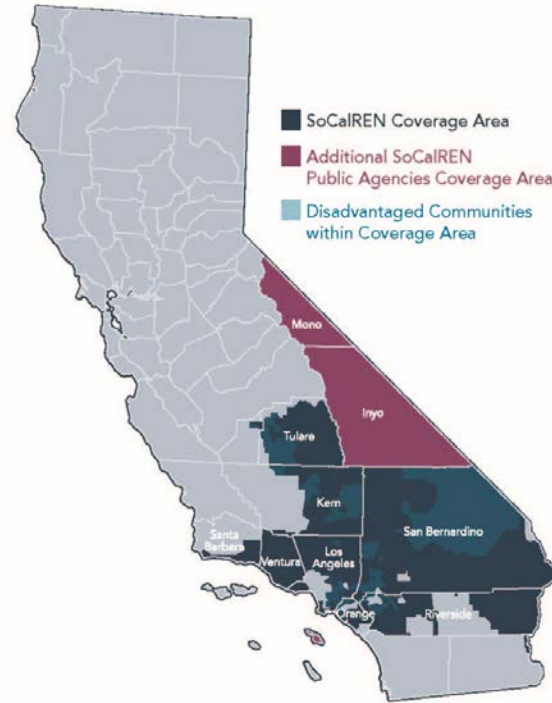 SoCalREN Coverage Area
Additional SoCalREN
Public Agencies Coverage Area
Disadvantaged Communities
within Coverage Area
Mono
Inyo
Tulare
Kern
San Bernardino
Santa
Barbara
Ventura
Los
Angeles
Orange
Riverside